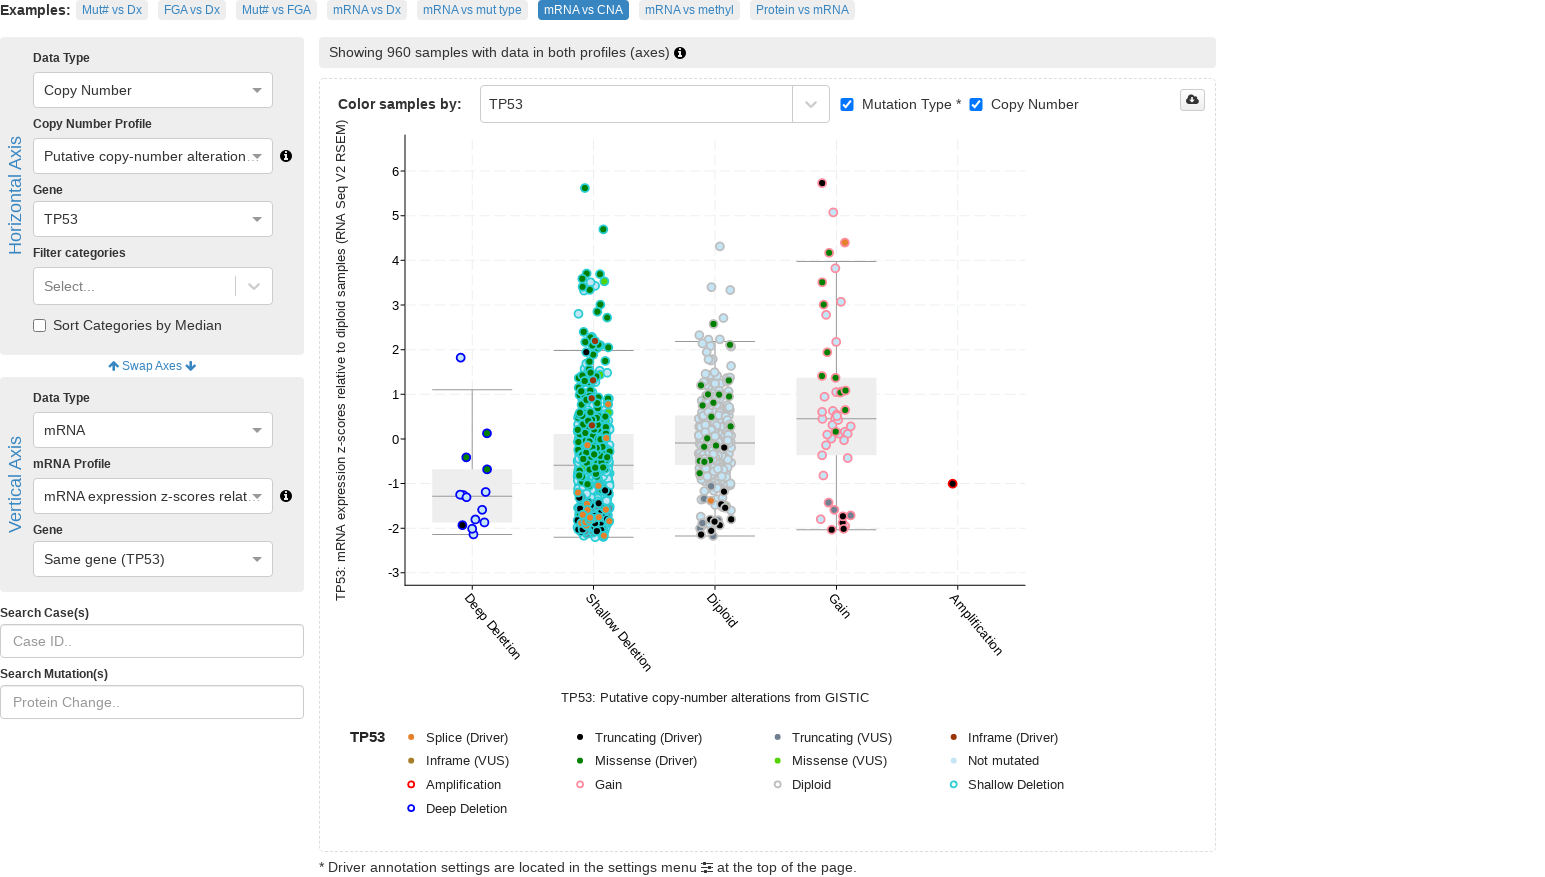 Examples: Mut# vs Dx FGA vs Dx Mut# vs FGA mRNA vs Dx mRNA vs mut type mRNA vs CNA mRNA vs methyl Protein vs mRNA
Horizontal Axis
Data Type
Copy Number
Copy Number Profile
Putative copy-number alteration…
Gene
TP53
Filter categories
Select...
Sort Categories by Median
Swap Axes
Vertical Axis
Data Type
mRNA
mRNA Profile
mRNA expression z-scores relat…
Gene
Same gene (TP53)
Search Case(s)
Case ID..
Search Mutation(s)
Protein Change..
Showing 960 samples with data in both profiles (axes)
Color samples by: TP53 Mutation Type * Copy Number
TP53: mRNA expression z-scores relative to diploid samples (RNA Seq V2 RSEM)
6
5
4
3
2
1
0
-1
-2
-3
Deep Deletion
Shallow Deletion
Diploid
Gain
Amplification
TP53: Putative copy-number alterations from GISTIC
TP53 Splice (Driver) Truncating (Driver) Truncating (VUS) Inframe (Driver)
Inframe (VUS) Missense (Driver) Missense (VUS) Not mutated
Amplification Gain Diploid Shallow Deletion
Deep Deletion
* Driver annotation settings are located in the settings menu at the top of the page.